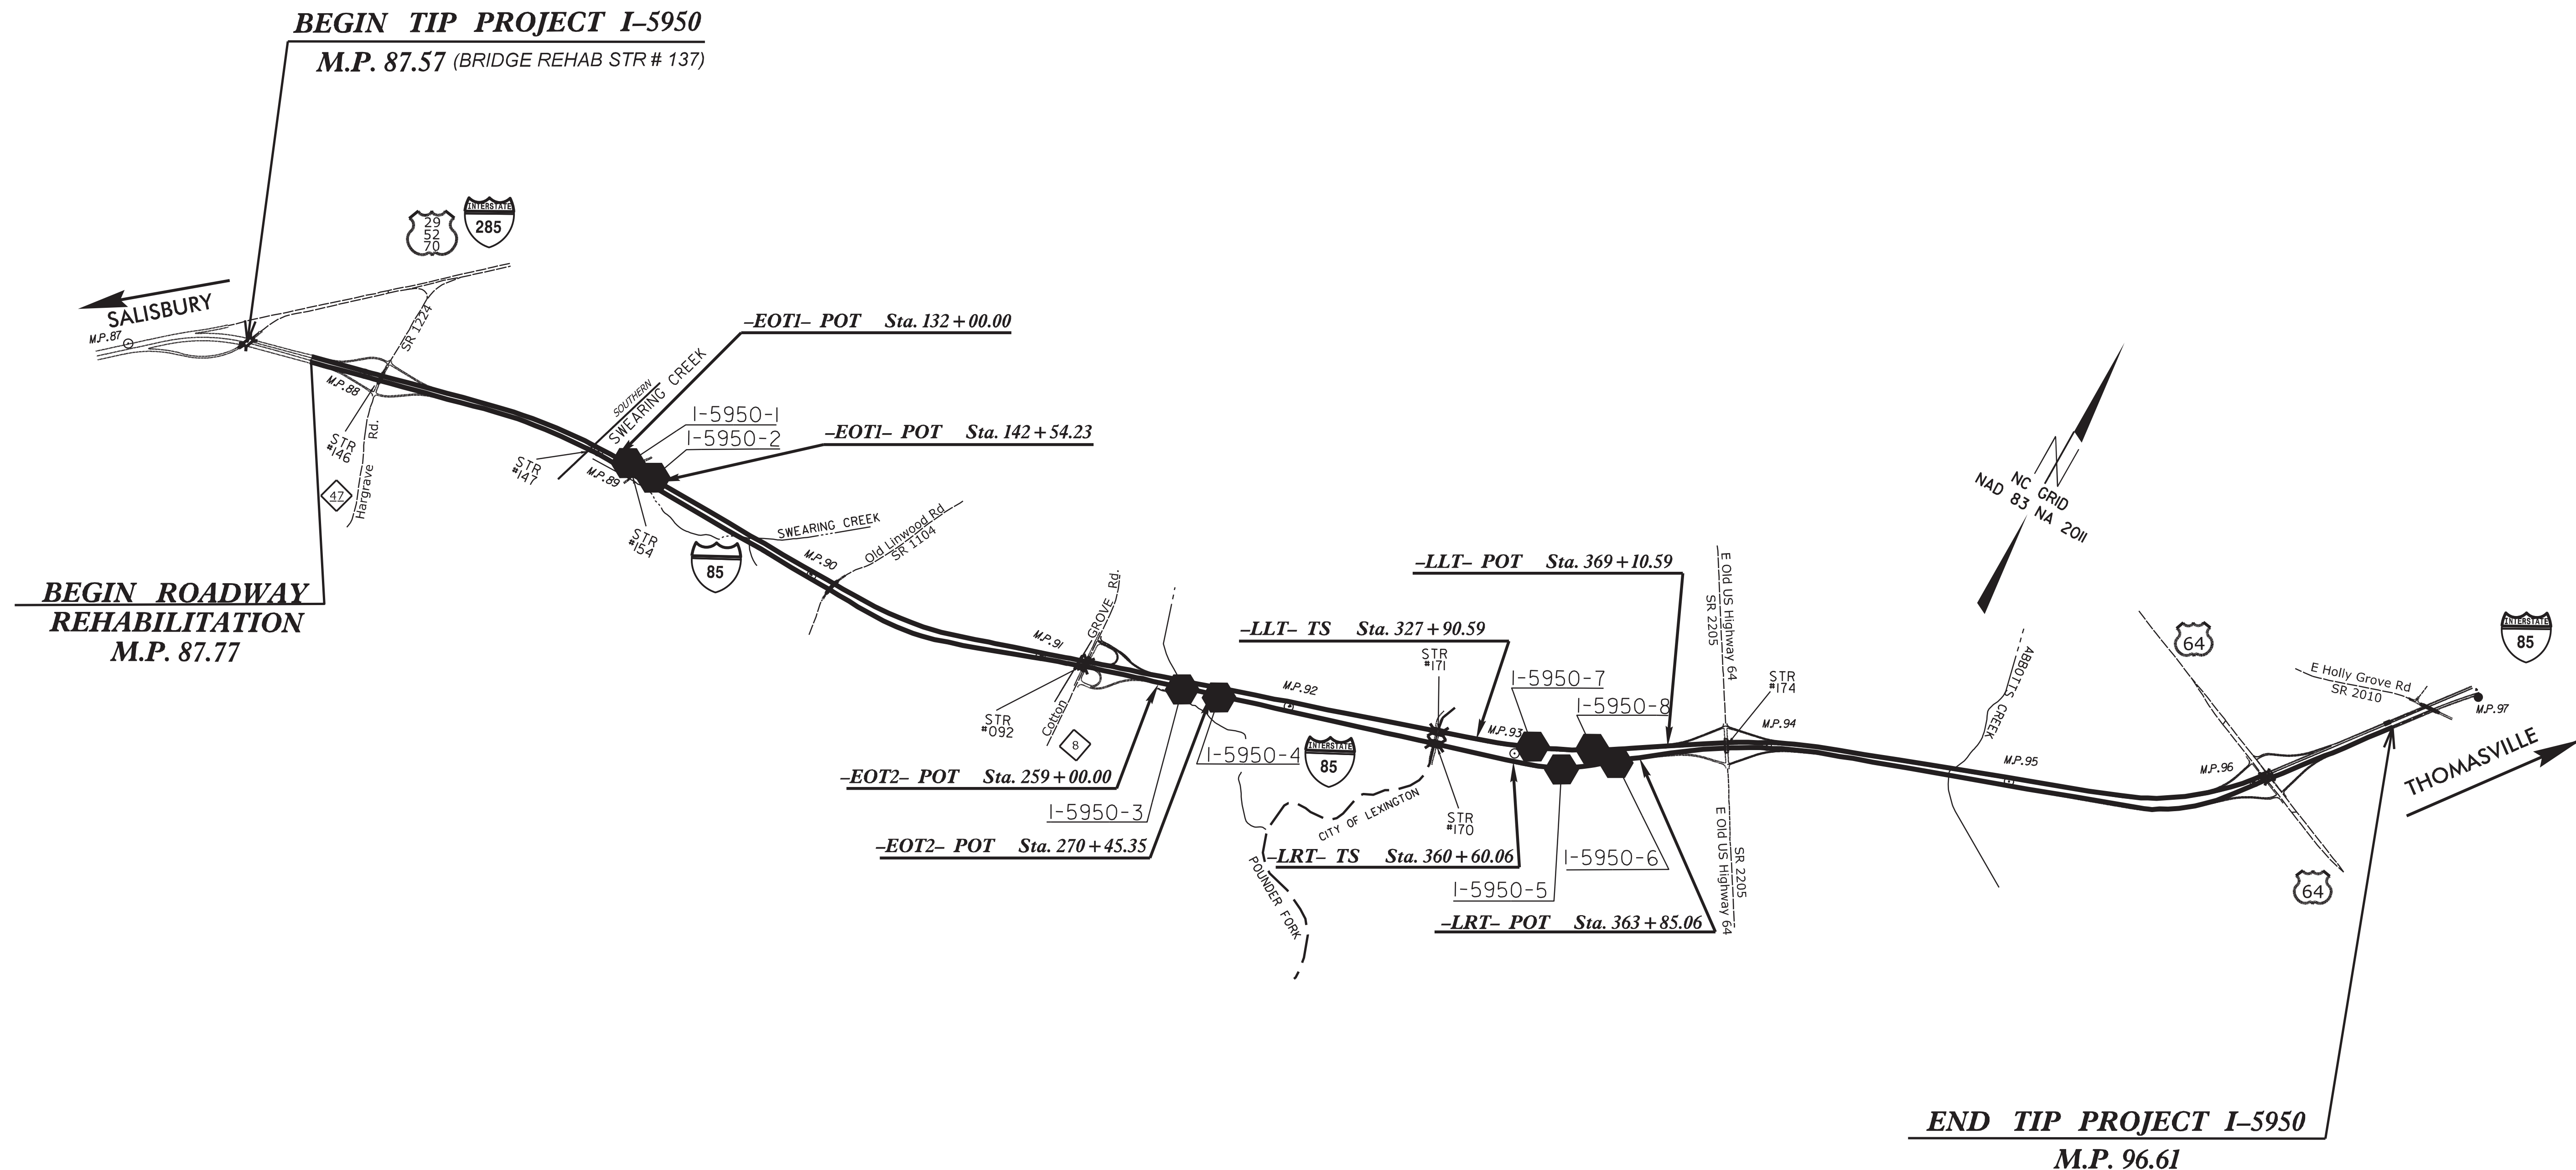 BEGIN TIP PROJECT I–5950
M.P. 87.57 (BRIDGE REHAB STR # 137)
29
52
70
INTERSTATE
285
SALISBURY
M.P.87
SR 1224
M.P.88
STR
#146
Hargrave Rd.
47
BEGIN ROADWAY
REHABILITATION
M.P. 87.77
–EOT1– POT Sta. 132+00.00
SOUTHERN
SWEARING CREEK
I-5950-1
I-5950-2
–EOT1– POT Sta. 142+54.23
STR
#147
M.P.89
STR
#154
INTERSTATE
85
SWEARING CREEK
M.P.90
Old Linwood Rd
SR 1104
M.P.91
Cotton GROVE Rd.
STR
#092
8
–EOT2– POT Sta. 259+00.00
I-5950-3
–EOT2– POT Sta. 270+45.35
I-5950-4
M.P.92
INTERSTATE
85
–LLT– POT Sta. 369+10.59
–LLT– TS Sta. 327+90.59
STR
#171
M.P.93
I-5950-7
I-5950-8
STR
#170
CITY OF LEXINGTON
POUNDER FORK
–LRT– TS Sta. 360+60.06
I-5950-5
I-5950-6
–LRT– POT Sta. 363+85.06
E Old US Highway 64
SR 2205
STR
#174
M.P.94
SR 2205
E Old US Highway 64
NC GRID
NAD 83 NA 2011
ABBOTTS CREEK
M.P.95
64
M.P.96
E Holly Grove Rd
SR 2010
INTERSTATE
85
M.P.97
THOMASVILLE
64
END TIP PROJECT I–5950
M.P. 96.61